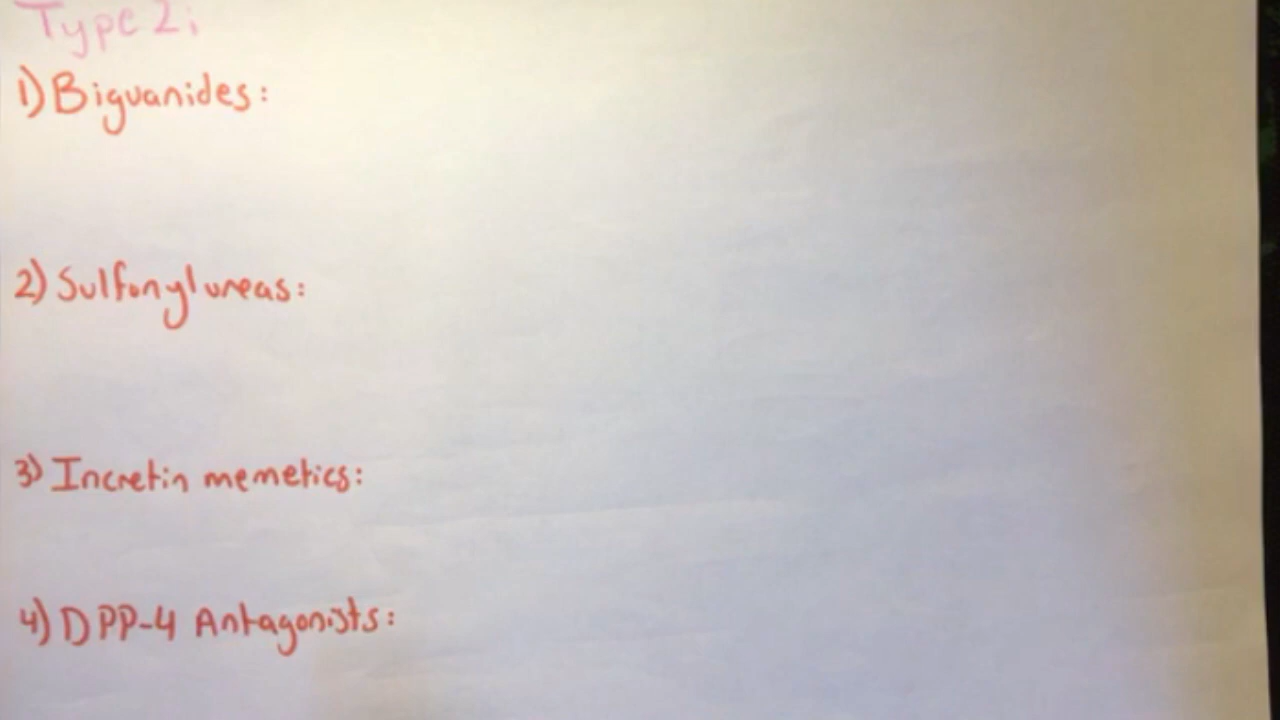 Type 2:
1) Biguanides:
2) Sulfonylureas:
3) Incretin memetics:
4) DPP-4 Antagonists: